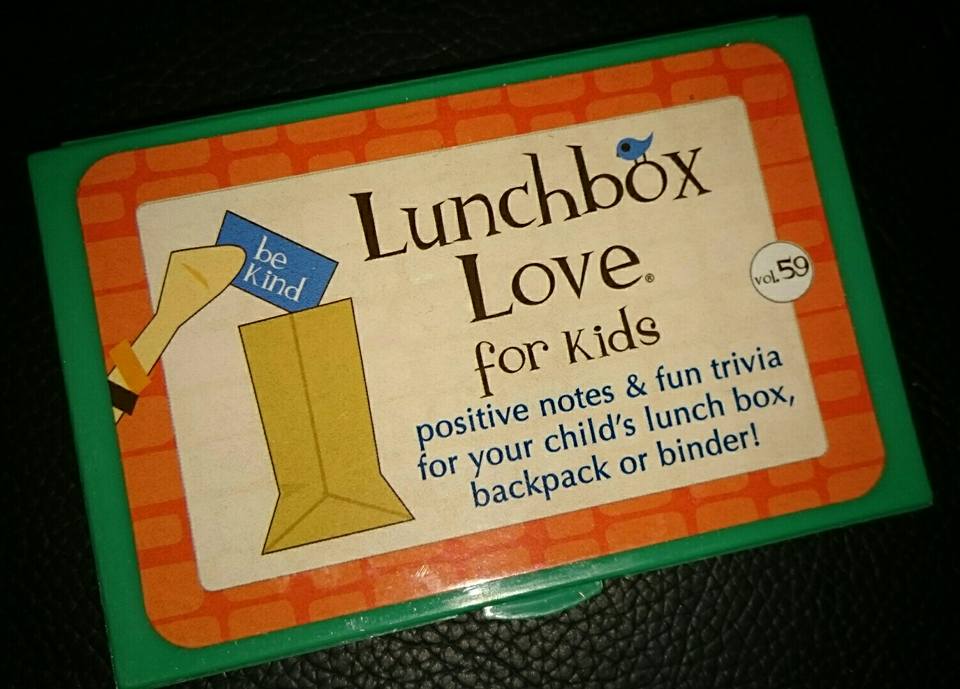 be
kind
Lunchbox
Love®
for Kids
vol. 59
positive notes & fun trivia
for your child's lunch box,
backpack or binder!